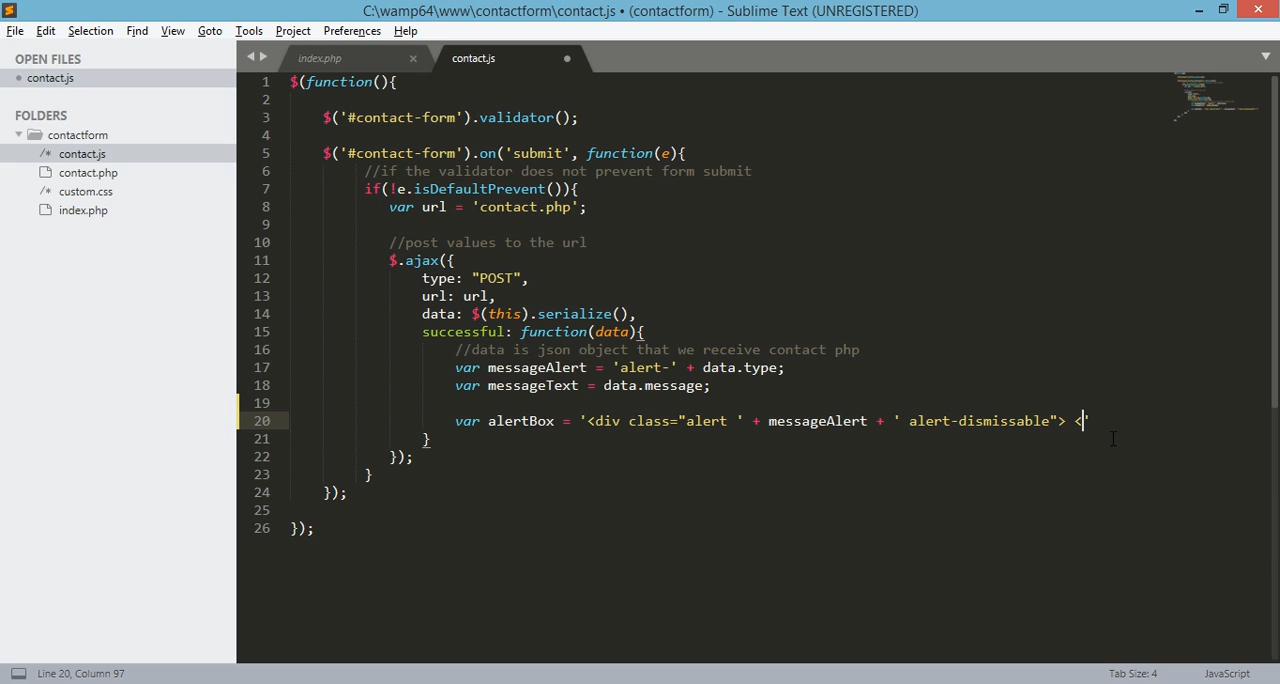 C:\wamp64\www\contactform\contact.js • (contactform) - Sublime Text (UNREGISTERED)
File Edit Selection Find View Goto Tools Project Preferences Help
OPEN FILES
contact.js
FOLDERS
contactform
/* contact.js
contact.php
/* custom.css
index.php
index.php × contact.js
1 $(function(){
2
3 $('#contact-form').validator();
4
5 $('#contact-form').on('submit', function(e){
6 //if the validator does not prevent form submit
7 if(!e.isDefaultPrevent()){
8 var url = 'contact.php';
9
10 //post values to the url
11 $.ajax({
12 type: "POST",
13 url: url,
14 data: $(this).serialize(),
15 successful: function(data){
16 //data is json object that we receive contact php
17 var messageAlert = 'alert-' + data.type;
18 var messageText = data.message;
19
20 var alertBox = '<div class="alert ' + messageAlert + ' alert-dismissable"> <'
21 }
22 });
23 }
24 });
25
26 });
Line 20, Column 97
Tab Size: 4
JavaScript